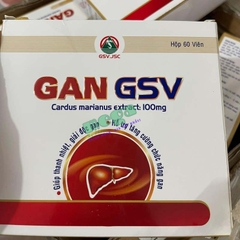 GSV.JSC
Hộp 60 Viên
GAN GSV
Cardus marianus extract: 100mg
Giúp thanh nhiệt, giải độc gan - Hỗ trợ tăng cường chức năng gan